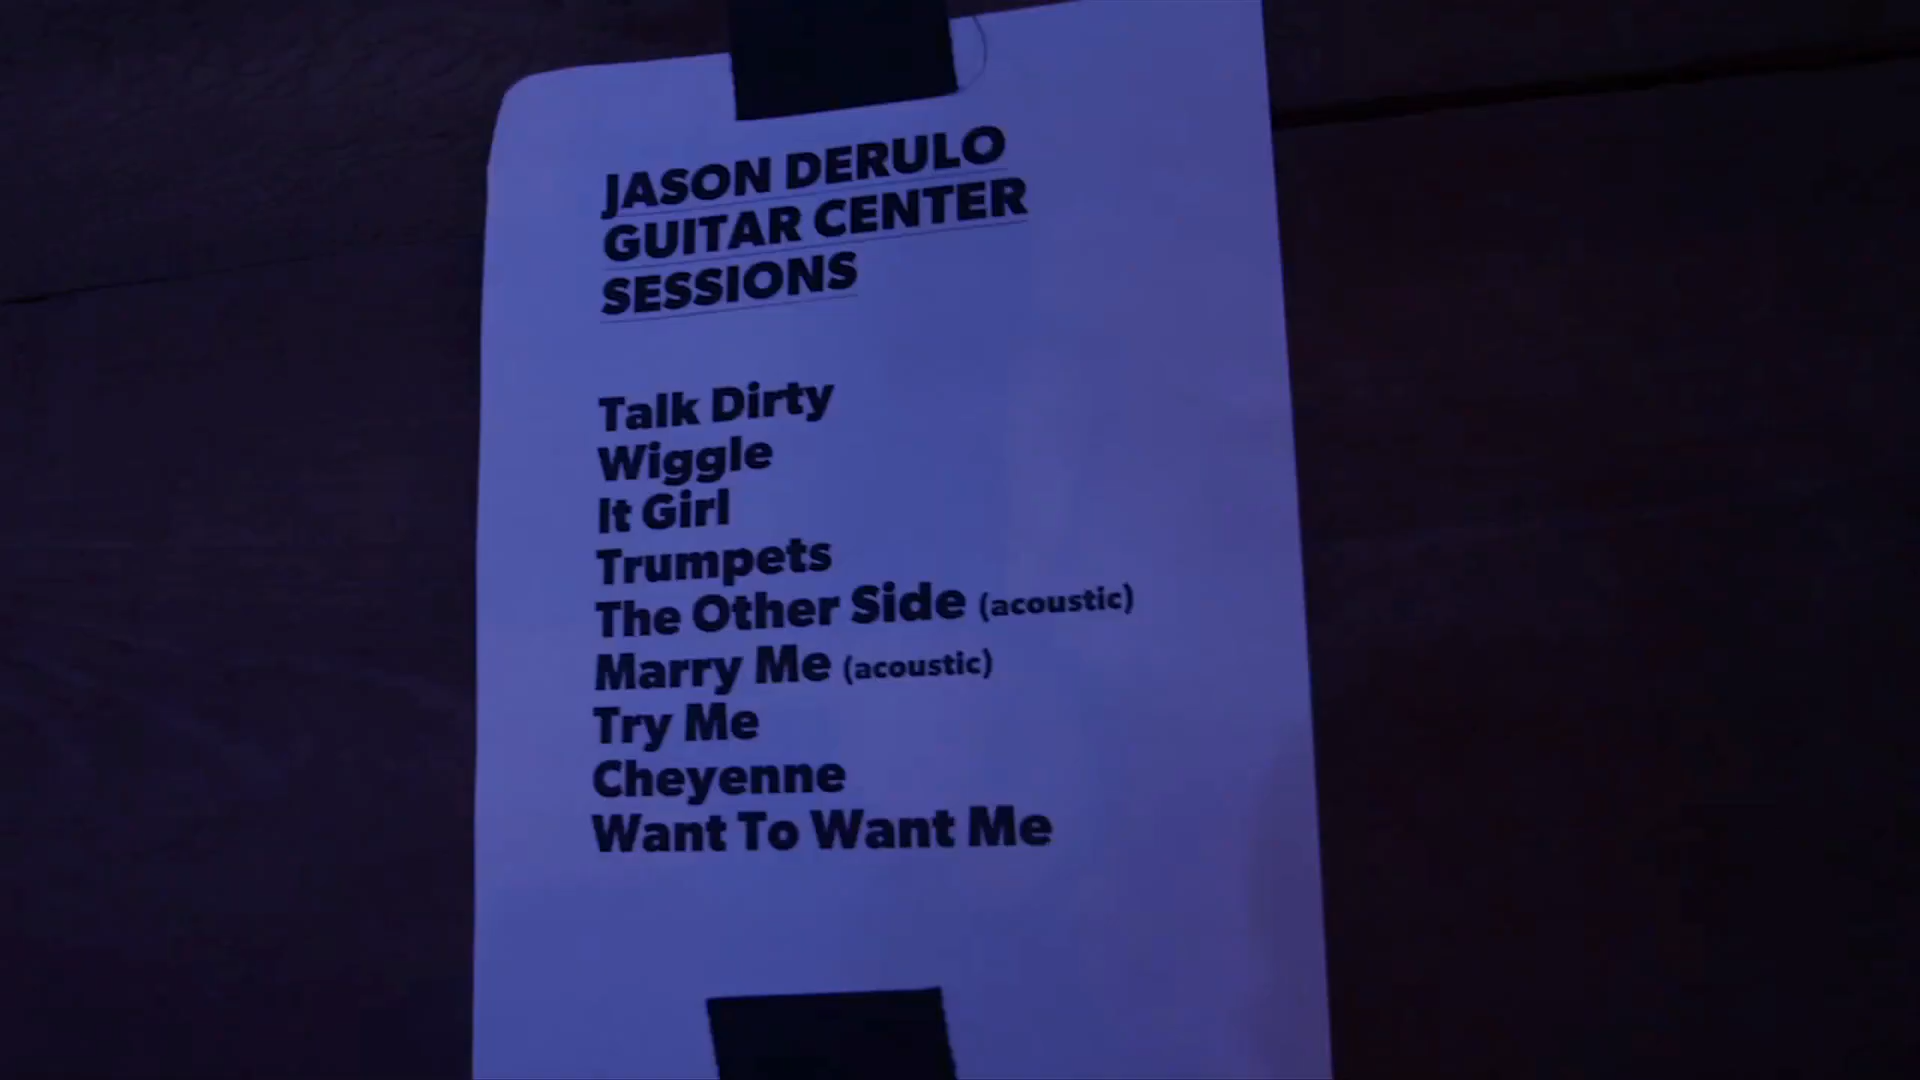 JASON DERULO
GUITAR CENTER
SESSIONS
Talk Dirty
Wiggle
It Girl
Trumpets
The Other Side (acoustic)
Marry Me (acoustic)
Try Me
Cheyenne
Want To Want Me